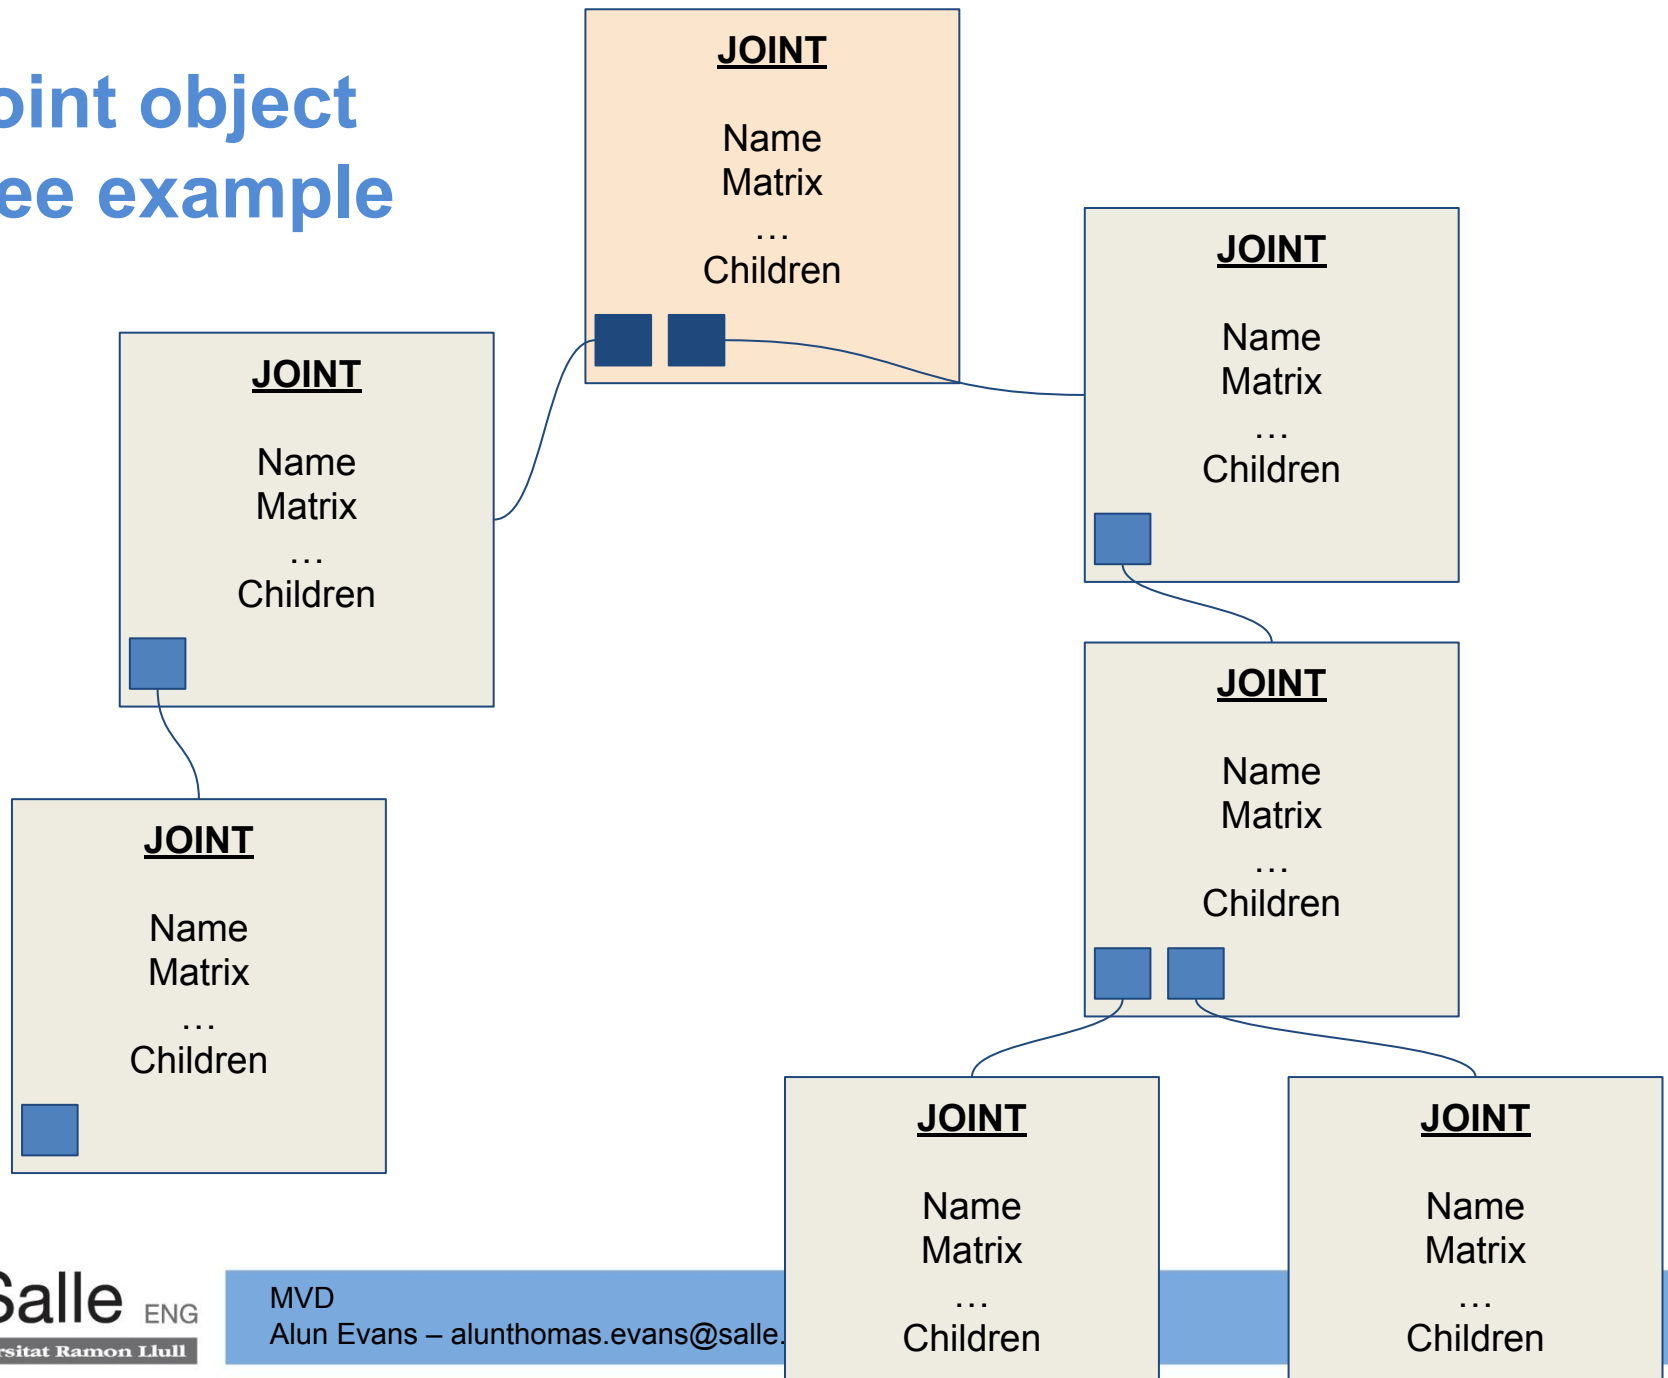 oint object
ee example
JOINT
Name
Matrix
…
Children
JOINT
Name
Matrix
…
Children
JOINT
Name
Matrix
…
Children
JOINT
Name
Matrix
…
Children
JOINT
Name
Matrix
…
Children
JOINT
Name
Matrix
…
Children
JOINT
Name
Matrix
…
Children
Salle ENG
rsitat Ramon Llull
MVD
Alun Evans – alunthomas.evans@salle.